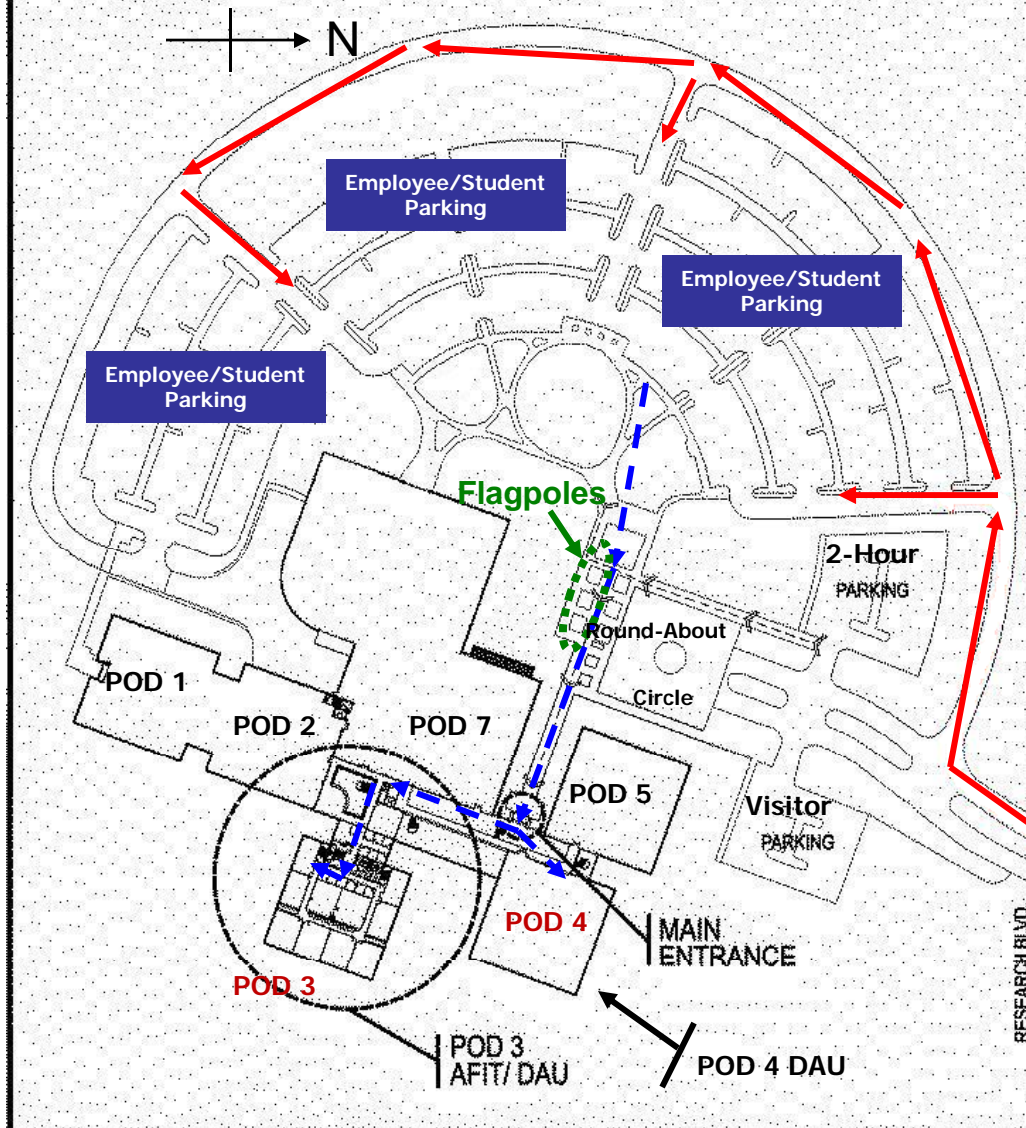 N
Employee/Student
Parking
Employee/Student
Parking
Employee/Student
Parking
Flagpoles
2-Hour
PARKING
Round-About
Circle
POD 1
POD 2
POD 7
POD 5
Visitor
PARKING
POD 4
MAIN
ENTRANCE
POD 3
RESEARCH BLVD.
POD 3
AFIT/ DAU
POD 4 DAU